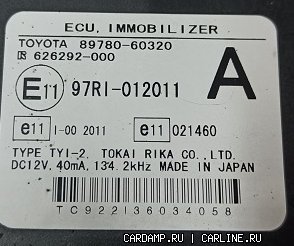 ECU, IMMOBILIZER
TOYOTA 89780-60320
626292-000
E11 97RI-012011 A
e11 I-00 2011 e11 021460
TYPE TYI-2, TOKAI RIKA CO.,LTD.
DC12V, 40mA, 134.2kHz MADE IN JAPAN
TC922136034058
CARDAMP.RU | CARLINE.RU